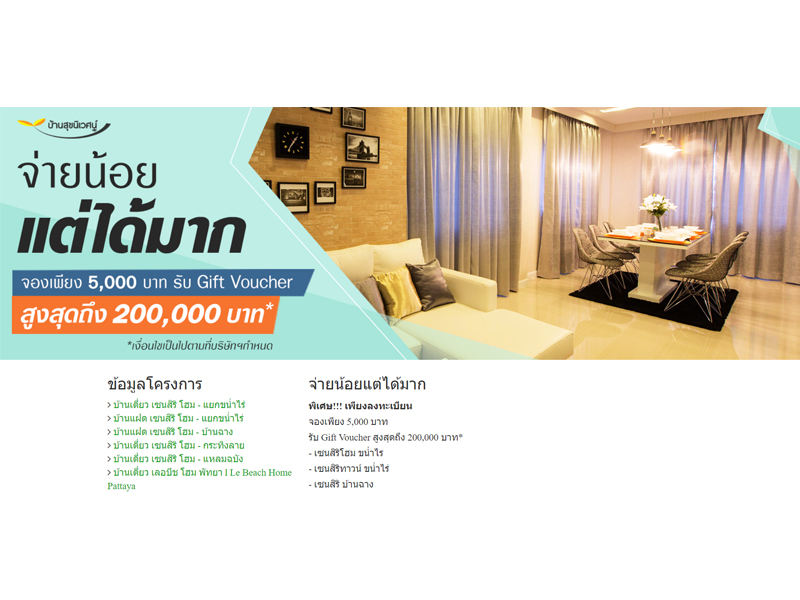 บ้านสุขนิเวศน์
จ่ายน้อย
แต่ได้มาก
จองเพียง 5,000 บาท รับ Gift Voucher
สูงสุดถึง 200,000 บาท*
*เงื่อนไขเป็นไปตามที่บริษัทฯกำหนด
ข้อมูลโครงการ
> บ้านเดี่ยว เซนสิริ โฮม - แยกขน้ำไร่
> บ้านแฝด เซนสิริ โฮม - แยกขน้ำไร่
> บ้านแฝด เซนสิริ โฮม - บ้านฉาง
> บ้านเดี่ยว เซนสิริ โฮม - กระทิงลาย
> บ้านเดี่ยว เซนสิริ โฮม - แหลมฉบัง
> บ้านเดี่ยว เลอบีช โฮม พัทยา l Le Beach Home
Pattaya
จ่ายน้อยแต่ได้มาก
พิเศษ!!! เพียงลงทะเบียน
จองเพียง 5,000 บาท
รับ Gift Voucher สูงสุดถึง 200,000 บาท*
- เซนสิริโฮม ขน้ำไร
- เซนสิริทาวน์ ขน้ำไร่
- เซนสิริ บ้านฉาง